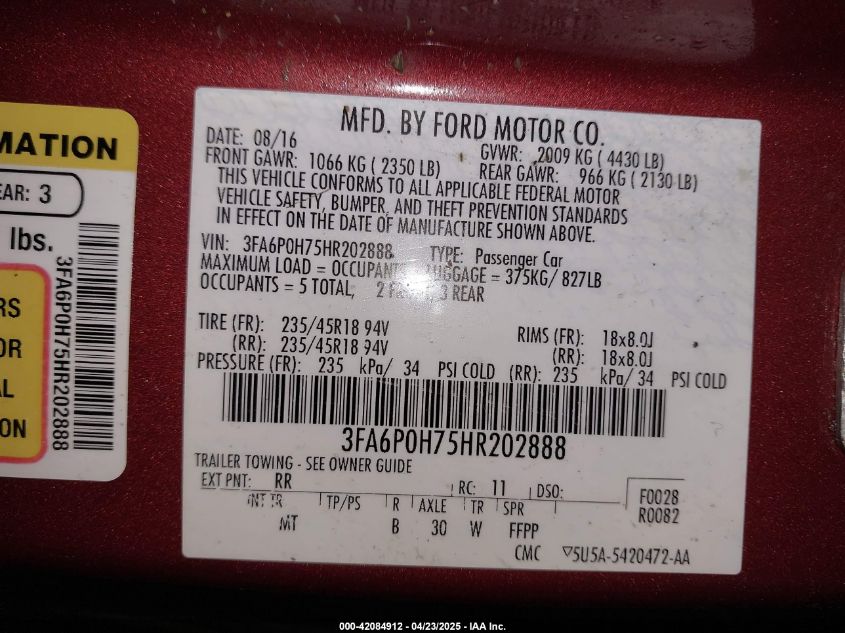 MATION
EAR: 3
lbs.
3FA6P0H75HR202888
RS
OR
AL
ON
MFD. BY FORD MOTOR CO.
DATE: 08/16 GVWR: 2009 KG ( 4430 LB)
FRONT GAWR: 1066 KG ( 2350 LB) REAR GAWR: 966 KG ( 2130 LB)
THIS VEHICLE CONFORMS TO ALL APPLICABLE FEDERAL MOTOR
VEHICLE SAFETY, BUMPER, AND THEFT PREVENTION STANDARDS
IN EFFECT ON THE DATE OF MANUFACTURE SHOWN ABOVE.
VIN: 3FA6P0H75HR202888 TYPE: Passenger Car
MAXIMUM LOAD = OCCUPANT LUGGAGE = 375KG/ 827LB
OCCUPANTS = 5 TOTAL, 2 3 REAR
TIRE (FR): 235/45R18 94V RIMS (FR): 18x8.0J
(RR): 235/45R18 94V (RR): 18x8.0J
PRESSURE (FR): 235 kPa/ 34 PSI COLD (RR): 235 kPa/ 34 PSI COLD
3FA6P0H75HR202888
TRAILER TOWING - SEE OWNER GUIDE
EXT PNT: RR RC: 11 DSO: F0028
INT TR TP/PS R AXLE TR SPR R0082
MT B 30 W FFPP
CMC ▽5U5A-5420472-AA
000-42084912 - 04/23/2025 - IAA Inc.